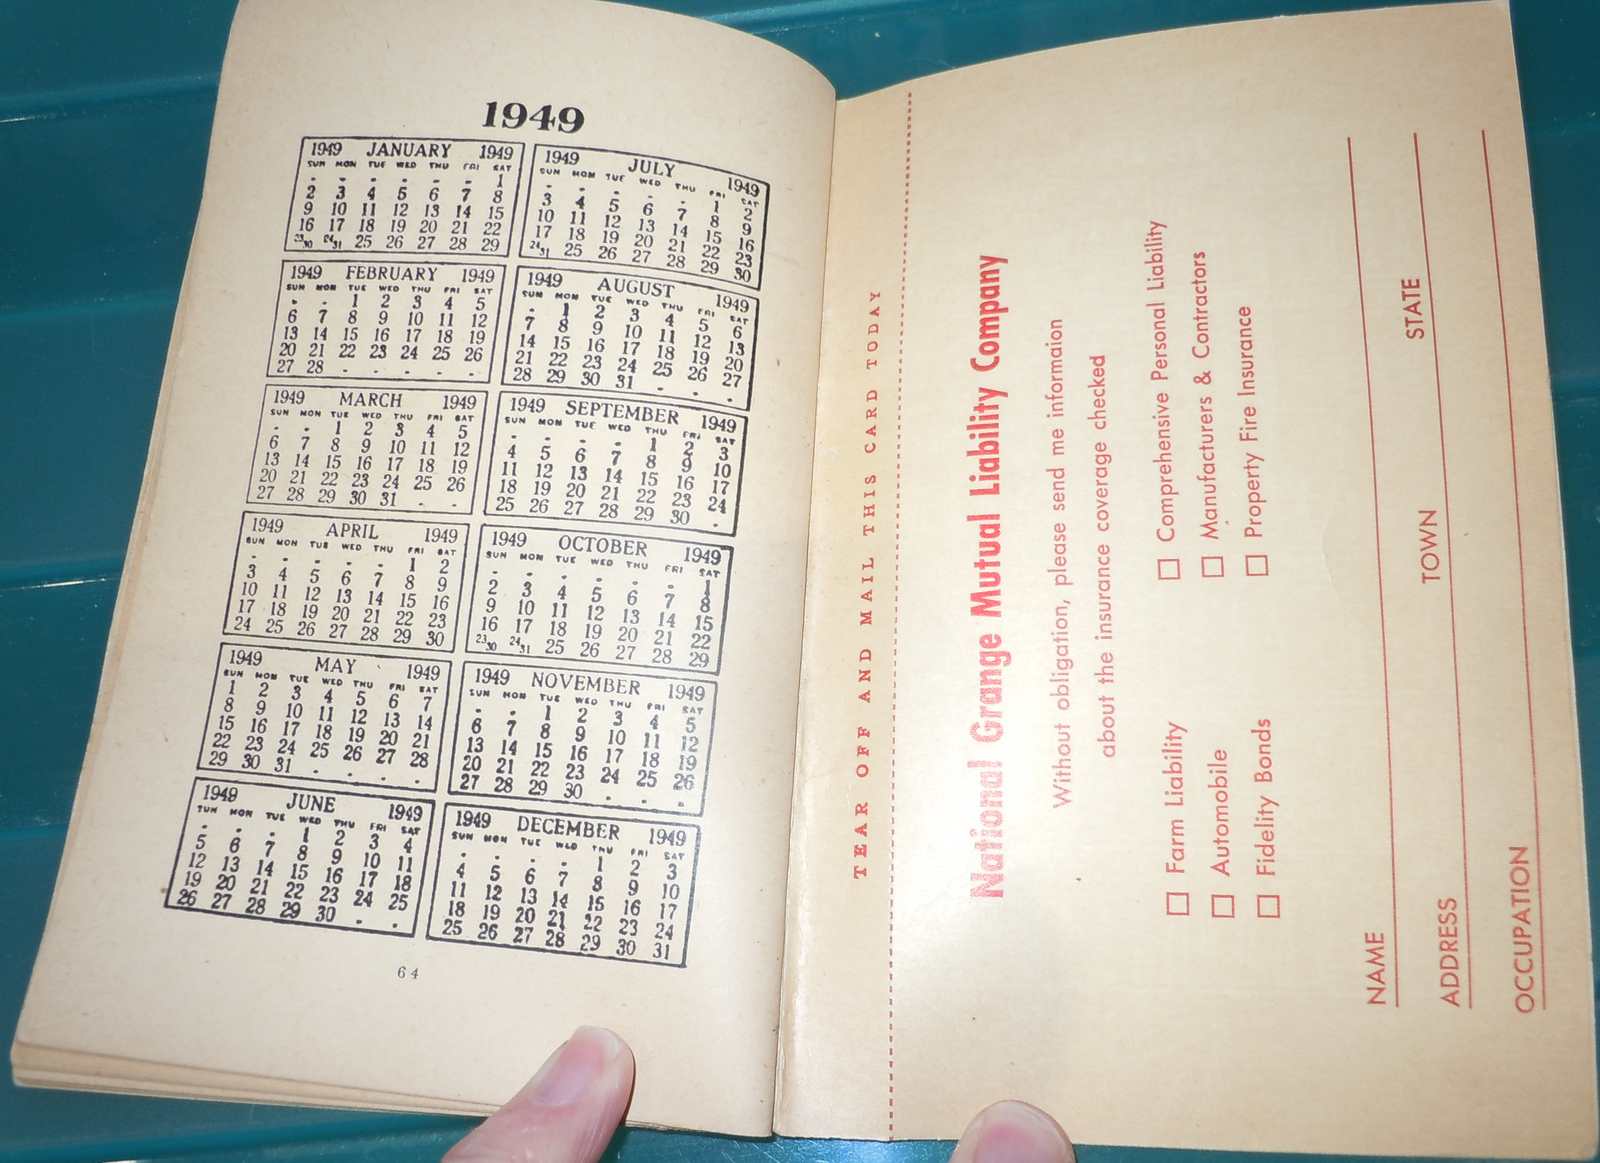 1949
1949 JANUARY 1949
SUN MON TUE WED THU FRI SAT
- - - - - - 1
2 3 4 5 6 7 8
9 10 11 12 13 14 15
16 17 18 19 20 21 22
23/30 24/31 25 26 27 28 29
1949 FEBRUARY 1949
SUN MON TUE WED THU FRI SAT
- - 1 2 3 4 5
6 7 8 9 10 11 12
13 14 15 16 17 18 19
20 21 22 23 24 25 26
27 28 - - - - -
1949 MARCH 1949
SUN MON TUE WED THU FRI SAT
- - 1 2 3 4 5
6 7 8 9 10 11 12
13 14 15 16 17 18 19
20 21 22 23 24 25 26
27 28 29 30 31 - -
1949 APRIL 1949
SUN MON TUE WED THU FRI SAT
- - - - - 1 2
3 4 5 6 7 8 9
10 11 12 13 14 15 16
17 18 19 20 21 22 23
24 25 26 27 28 29 30
1949 MAY 1949
SUN MON TUE WED THU FRI SAT
1 2 3 4 5 6 7
8 9 10 11 12 13 14
15 16 17 18 19 20 21
22 23 24 25 26 27 28
29 30 31 - - - -
1949 JUNE 1949
SUN MON TUE WED THU FRI SAT
- - - 1 2 3 4
5 6 7 8 9 10 11
12 13 14 15 16 17 18
19 20 21 22 23 24 25
26 27 28 29 30 - -
1949 JULY 1949
SUN MON TUE WED THU FRI SAT
- - - - - 1 2
3 4 5 6 7 8 9
10 11 12 13 14 15 16
17 18 19 20 21 22 23
24/31 25 26 27 28 29 30
1949 AUGUST 1949
SUN MON TUE WED THU FRI SAT
- 1 2 3 4 5 6
7 8 9 10 11 12 13
14 15 16 17 18 19 20
21 22 23 24 25 26 27
28 29 30 31 - - -
1949 SEPTEMBER 1949
SUN MON TUE WED THU FRI SAT
- - - - 1 2 3
4 5 6 7 8 9 10
11 12 13 14 15 16 17
18 19 20 21 22 23 24
25 26 27 28 29 30 -
1949 OCTOBER 1949
SUN MON TUE WED THU FRI SAT
- - - - - - 1
2 3 4 5 6 7 8
9 10 11 12 13 14 15
16 17 18 19 20 21 22
23/30 24/31 25 26 27 28 29
1949 NOVEMBER 1949
SUN MON TUE WED THU FRI SAT
- - 1 2 3 4 5
6 7 8 9 10 11 12
13 14 15 16 17 18 19
20 21 22 23 24 25 26
27 28 29 30 - - -
1949 DECEMBER 1949
SUN MON TUE WED THU FRI SAT
- - - - 1 2 3
4 5 6 7 8 9 10
11 12 13 14 15 16 17
18 19 20 21 22 23 24
25 26 27 28 29 30 31
64
TEAR OFF AND MAIL THIS CARD TODAY
National Grange Mutual Liability Company
Without obligation, please send me informaion
about the insurance coverage checked
☐ Farm Liability ☐ Comprehensive Personal Liability
☐ Automobile ☐ Manufacturers & Contractors
☐ Fidelity Bonds ☐ Property Fire Insurance
NAME
ADDRESS TOWN STATE
OCCUPATION